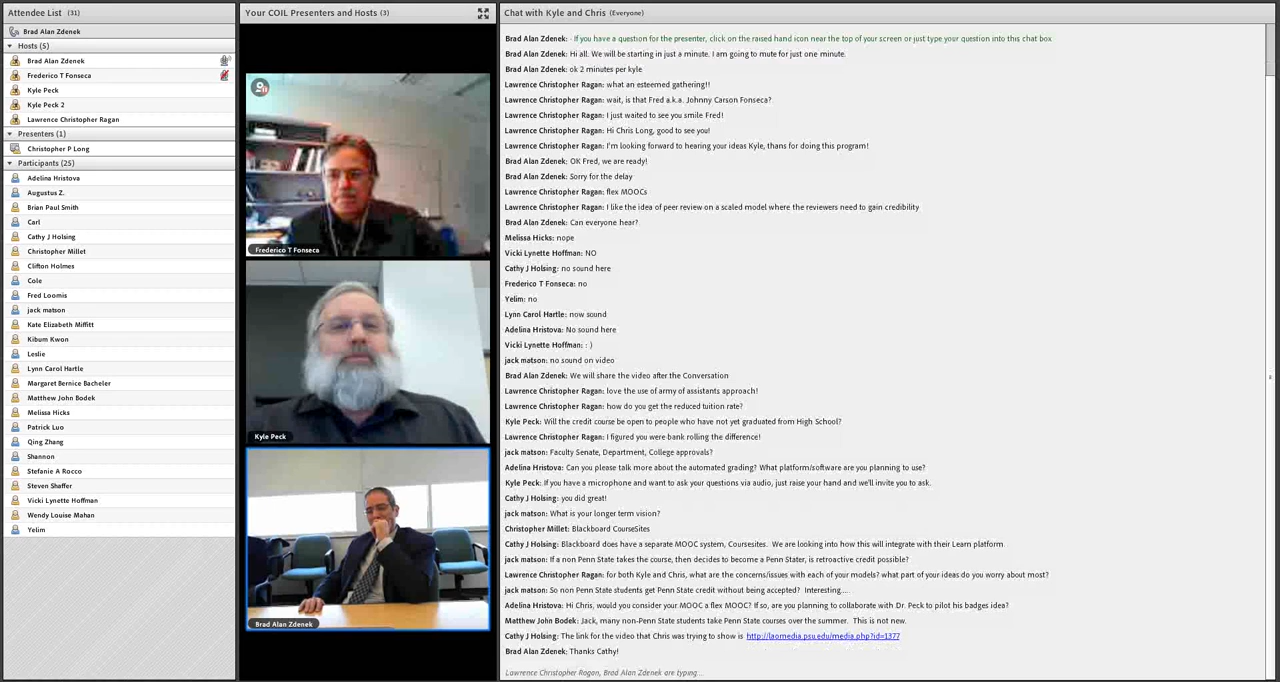 Attendee List (31)
Brad Alan Zdenek
Hosts (5)
Brad Alan Zdenek
Frederico T Fonseca
Kyle Peck
Kyle Peck 2
Lawrence Christopher Ragan
Presenters (1)
Christopher P Long
Participants (25)
Adelina Hristova
Augustus Z.
Brian Paul Smith
Carl
Cathy J Holsing
Christopher Millet
Clifton Holmes
Cole
Fred Loomis
jack matson
Kate Elizabeth Miffitt
Kibum Kwon
Leslie
Lynn Carol Hartle
Margaret Bernice Bacheler
Matthew John Bodek
Melissa Hicks
Patrick Luo
Qing Zhang
Shannon
Stefanie A Rocco
Steven Shaffer
Vicki Lynette Hoffman
Wendy Louise Mahan
Yelim
Your COIL Presenters and Hosts (3)
Frederico T Fonseca
Kyle Peck
Brad Alan Zdenek
Chat with Kyle and Chris (Everyone)
Brad Alan Zdenek: If you have a question for the presenter, click on the raised hand icon near the top of your screen or just type your question into this chat box
Brad Alan Zdenek: Hi all. We will be starting in just a minute. I am going to mute for just one minute.
Brad Alan Zdenek: ok 2 minutes per kyle
Lawrence Christopher Ragan: what an esteemed gathering!!
Lawrence Christopher Ragan: wait, is that Fred a.k.a. Johnny Carson Fonseca?
Lawrence Christopher Ragan: I just waited to see you smile Fred!
Lawrence Christopher Ragan: Hi Chris Long, good to see you!
Lawrence Christopher Ragan: I'm looking forward to hearing your ideas Kyle, thans for doing this program!
Brad Alan Zdenek: OK Fred, we are ready!
Brad Alan Zdenek: Sorry for the delay
Lawrence Christopher Ragan: flex MOOCs
Lawrence Christopher Ragan: I like the idea of peer review on a scaled model where the reviewers need to gain credibility
Brad Alan Zdenek: Can everyone hear?
Melissa Hicks: nope
Vicki Lynette Hoffman: NO
Cathy J Holsing: no sound here
Frederico T Fonseca: no
Yelim: no
Lynn Carol Hartle: now sound
Adelina Hristova: No sound here
Vicki Lynette Hoffman: : )
jack matson: no sound on video
Brad Alan Zdenek: We will share the video after the Conversation
Lawrence Christopher Ragan: love the use of army of assistants approach!
Lawrence Christopher Ragan: how do you get the reduced tuition rate?
Kyle Peck: Will the credit course be open to people who have not yet graduated from High School?
Lawrence Christopher Ragan: I figured you were bank rolling the difference!
jack matson: Faculty Senate, Department, College approvals?
Adelina Hristova: Can you please talk more about the automated grading? What platform/software are you planning to use?
Kyle Peck: If you have a microphone and want to ask your questions via audio, just raise your hand and we'll invite you to ask.
Cathy J Holsing: you did great!
jack matson: What is your longer term vision?
Christopher Millet: Blackboard CourseSites
Cathy J Holsing: Blackboard does have a separate MOOC system, Coursesites. We are looking into how this will integrate with their Learn platform
jack matson: If a non Penn State takes the course, then decides to become a Penn Stater, is retroactive credit possible?
Lawrence Christopher Ragan: for both Kyle and Chris, what are the concerns/issues with each of your models? what part of your ideas do you worry about most?
jack matson: So non Penn State students get Penn State credit without being accepted? Interesting....
Adelina Hristova: Hi Chris, would you consider your MOOC a flex MOOC? If so, are you planning to collaborate with Dr. Peck to pilot his badges idea?
Matthew John Bodek: Jack, many non-Penn State students take Penn State courses over the summer. This is not new.
Cathy J Holsing: The link for the video that Chris was trying to show is http://laomedia.psu.edu/media.php?id=1377
Brad Alan Zdenek: Thanks Cathy!
Lawrence Christopher Ragan, Brad Alan Zdenek are typing...